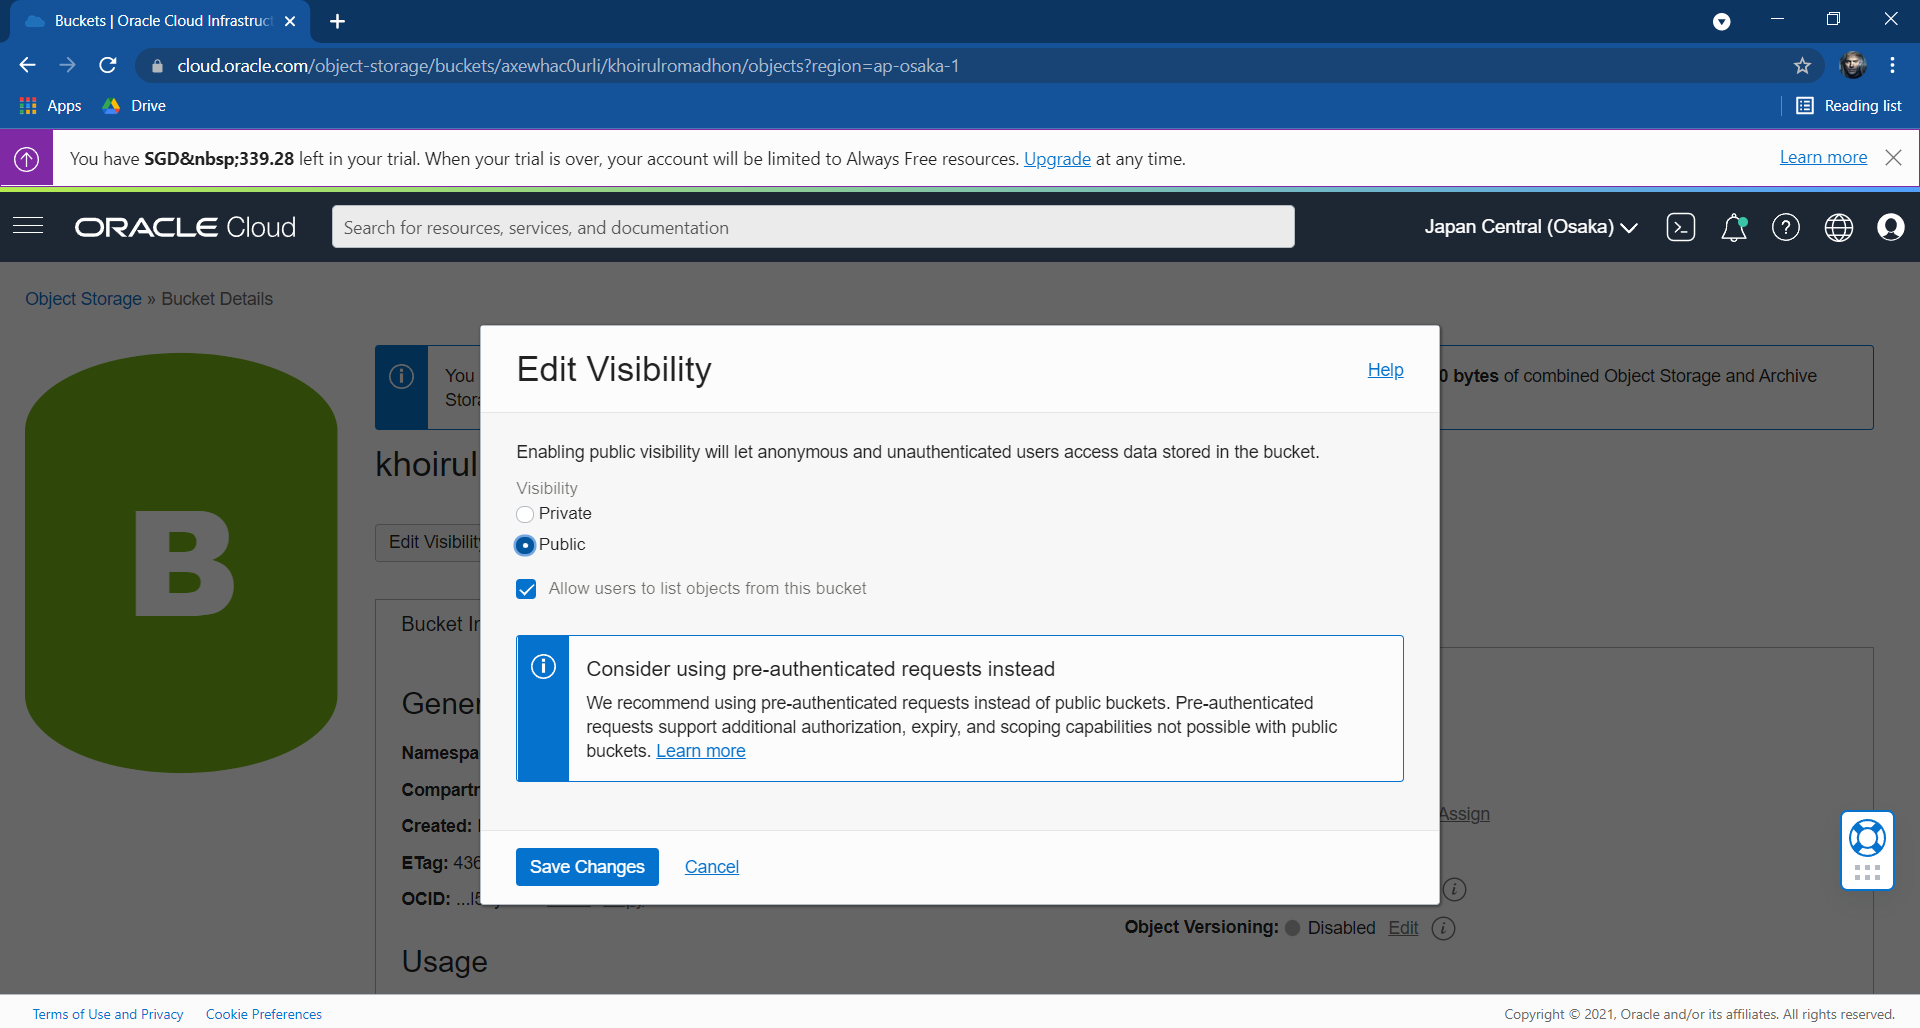 Buckets | Oracle Cloud Infrastruct
cloud.oracle.com/object-storage/buckets/axewhac0urli/khoirulromadhon/objects?region=ap-osaka-1
Apps Drive Reading list
You have SGD&nbsp;339.28 left in your trial. When your trial is over, your account will be limited to Always Free resources. Upgrade at any time. Learn more
ORACLE Cloud Search for resources, services, and documentation Japan Central (Osaka)
Object Storage » Bucket Details
Edit Visibility Help
You 0 bytes of combined Object Storage and Archive
Stora
khoirul
Enabling public visibility will let anonymous and unauthenticated users access data stored in the bucket.
Visibility
Private
Edit Visibility Public
B
Allow users to list objects from this bucket
Bucket In
Consider using pre-authenticated requests instead
Gener We recommend using pre-authenticated requests instead of public buckets. Pre-authenticated
requests support additional authorization, expiry, and scoping capabilities not possible with public
Namespa buckets. Learn more
Compartm
Assign
Created:
ETag: 436
Save Changes Cancel
OCID: ...l5
Object Versioning: Disabled Edit
Usage
Terms of Use and Privacy Cookie Preferences Copyright © 2021, Oracle and/or its affiliates. All rights reserved.